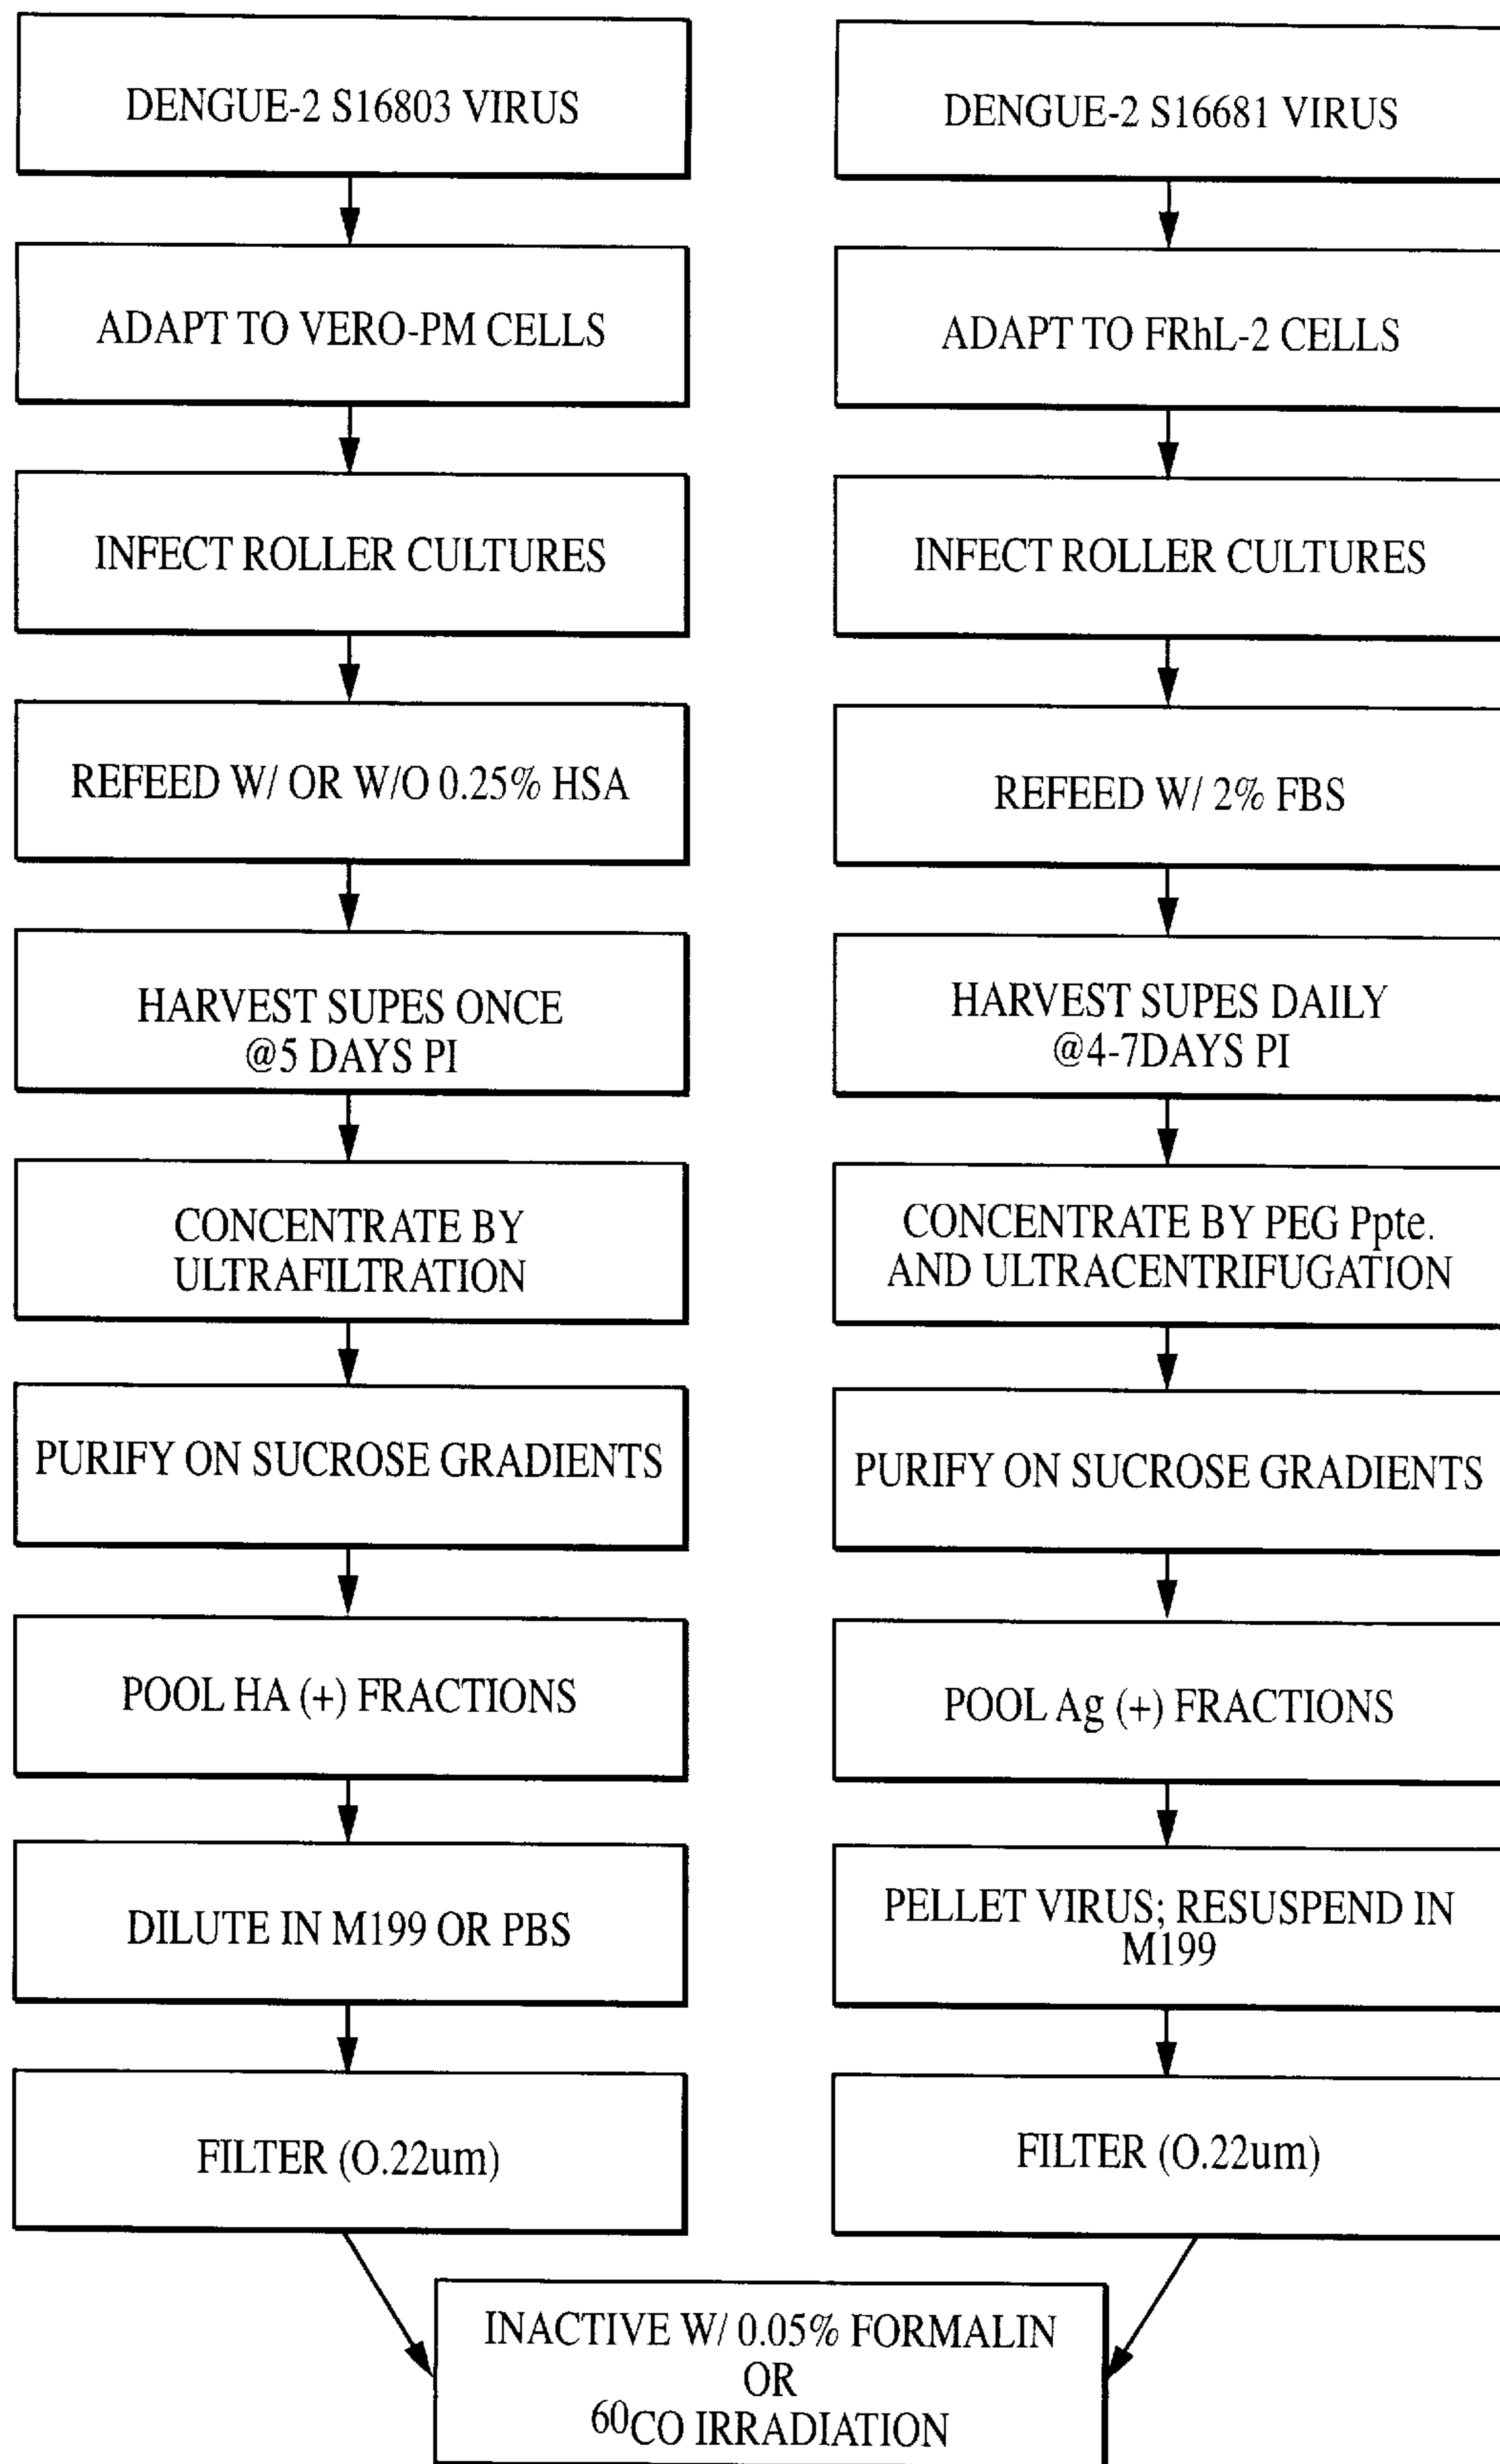 DENGUE-2 S16803 VIRUS
ADAPT TO VERO-PM CELLS
INFECT ROLLER CULTURES
REFEED W/ OR W/O 0.25% HSA
HARVEST SUPES ONCE
@5 DAYS PI
CONCENTRATE BY
ULTRAFILTRATION
PURIFY ON SUCROSE GRADIENTS
POOL HA (+) FRACTIONS
DILUTE IN M199 OR PBS
FILTER (O.22um)
DENGUE-2 S16681 VIRUS
ADAPT TO FRhL-2 CELLS
INFECT ROLLER CULTURES
REFEED W/ 2% FBS
HARVEST SUPES DAILY
@4-7DAYS PI
CONCENTRATE BY PEG Ppte.
AND ULTRACENTRIFUGATION
PURIFY ON SUCROSE GRADIENTS
POOL Ag (+) FRACTIONS
PELLET VIRUS; RESUSPEND IN
M199
FILTER (O.22um)
INACTIVE W/ 0.05% FORMALIN
OR
⁶⁰CO IRRADIATION